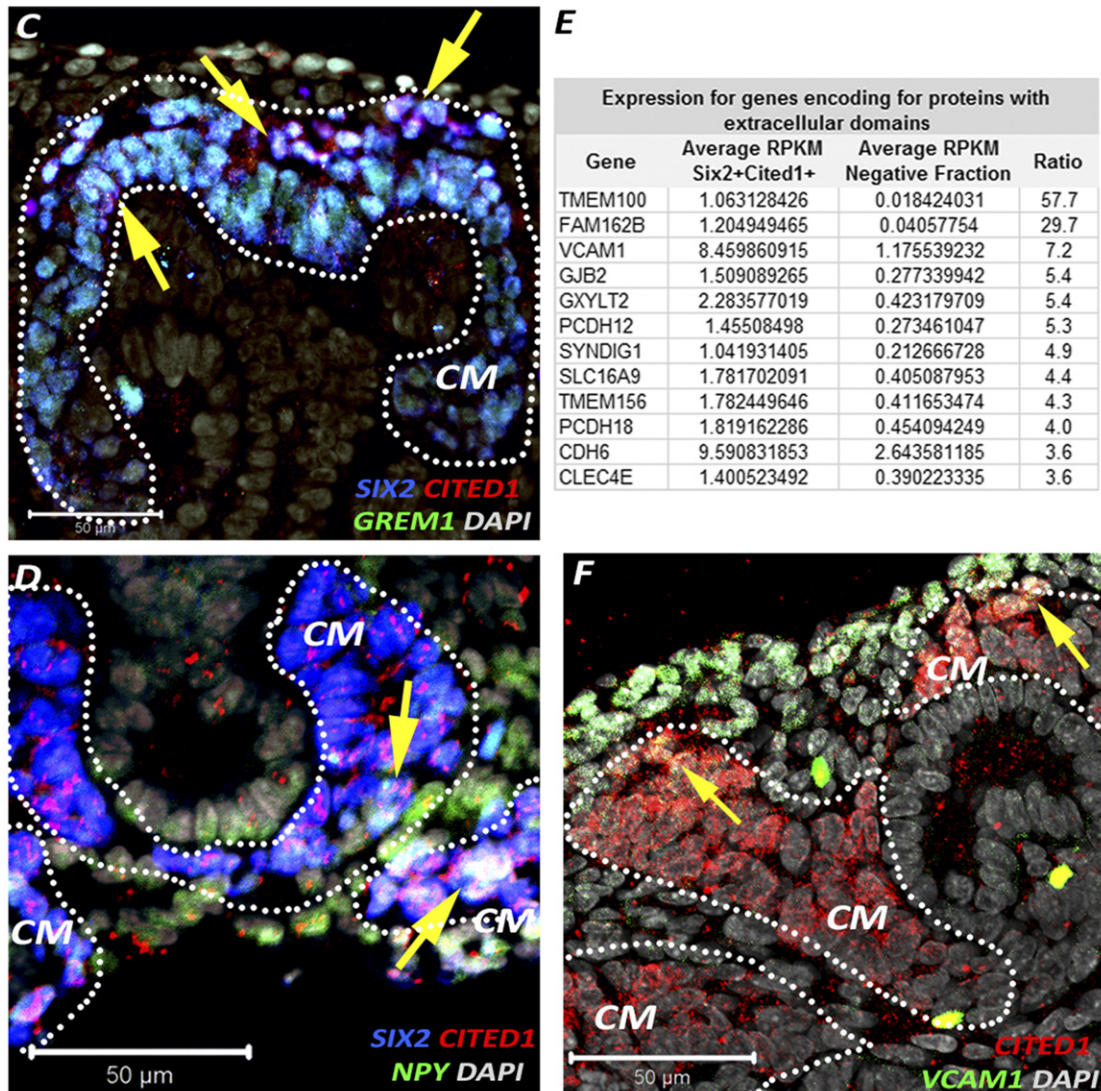 C
CM
SIX2 CITED1
GREM1 DAPI
50 µm
E
Expression for genes encoding for proteins with
extracellular domains
Gene Average RPKM Six2+Cited1+ Average RPKM Negative Fraction Ratio
TMEM100 1.063128426 0.018424031 57.7
FAM162B 1.204949465 0.04057754 29.7
VCAM1 8.459860915 1.175539232 7.2
GJB2 1.509089265 0.277339942 5.4
GXYLT2 2.283577019 0.423179709 5.4
PCDH12 1.45508498 0.273461047 5.3
SYNDIG1 1.041931405 0.212666728 4.9
SLC16A9 1.781702091 0.405087953 4.4
TMEM156 1.782449646 0.411653474 4.3
PCDH18 1.819162286 0.454094249 4.0
CDH6 9.590831853 2.643581185 3.6
CLEC4E 1.400523492 0.390223335 3.6
D
CM
CM
CM
SIX2 CITED1
NPY DAPI
50 µm
F
CM
CM
CM
CITED1
VCAM1 DAPI
50 µm